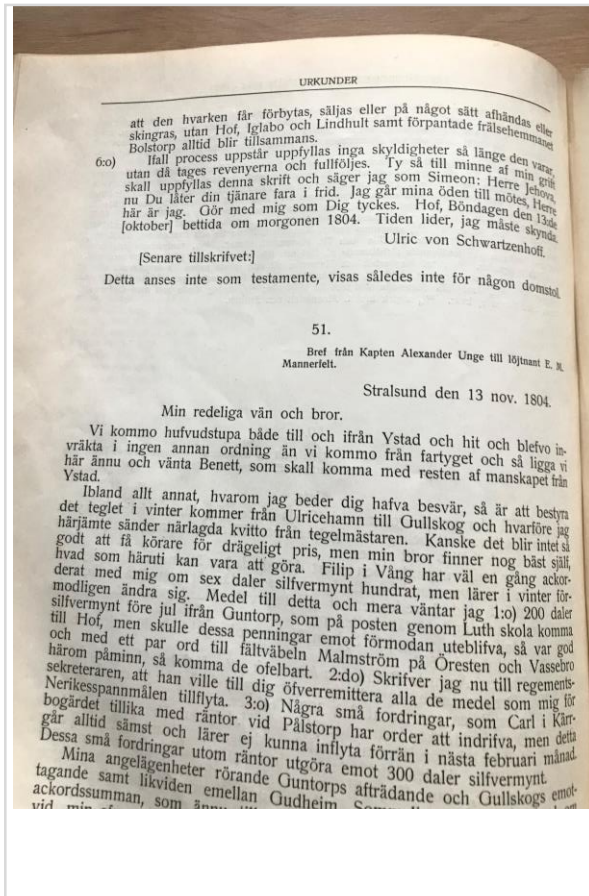 URKUNDER
att den hvarken får förbytas, säljas eller på något sätt afhändas eller
skingras, utan Hof, Iglabo och Lindhult samt förpantade frälsehemmanet
Bolstorp alltid blir tillsammans.
6:o) Ifall process uppstår uppfyllas inga skyldigheter så länge den varar,
utan då tages revenyerna och fullföljes. Ty så till minne af min grift
skall uppfyllas denna skrift och säger jag som Simeon: Herre Jehova,
nu Du låter din tjänare fara i frid. Jag går mina öden till mötes, Herre
här är jag. Gör med mig som Dig tyckes. Hof, Böndagen den 13:de
[oktober] bettida om morgonen 1804. Tiden lider, jag måste skynda.
Ulric von Schwartzenhoff.
[Senare tillskrifvet:]
Detta anses inte som testamente, visas således inte för någon domstol.
51.
Bref från Kapten Alexander Unge till löjtnant E. M.
Mannerfelt.
Stralsund den 13 nov. 1804.
Min redeliga vän och bror.
Vi kommo hufvudstupa både till och ifrån Ystad och hit och blefvo in-
vräkta i ingen annan ordning än vi kommo från fartyget och så ligga vi
här ännu och vänta Benett, som skall komma med resten af manskapet från
Ystad.
Ibland allt annat, hvarom jag beder dig hafva besvär, så är att bestyra
det teglet i vinter kommer från Ulricehamn till Gullskog och hvarföre jag
härjämte sänder närlagda kvitto från tegelmästaren. Kanske det blir intet så
godt att få körare för drägeligt pris, men min bror finner nog bäst själf,
hvad som häruti kan vara att göra. Filip i Vång har väl en gång ackor-
derat med mig om sex daler silfvermynt hundrat, men lärer i vinter för-
modligen ändra sig. Medel till detta och mera väntar jag 1:o) 200 daler
silfvermynt före jul ifrån Guntorp, som på posten genom Luth skola komma
till Hof, men skulle dessa penningar emot förmodan uteblifva, så var god
och med ett par ord till fältväbeln Malmström på Öresten och Vassebro
härom påminn, så komma de ofelbart. 2:do) Skrifver jag nu till regements-
sekreteraren, att han ville till dig öfverremittera alla de medel som mig för
Nerikesspannmålen tillflyta. 3:o) Några små fordringar, som Carl i Kärr-
bogärdet tillika med räntor vid Pålstorp har order att indrifva, men detta
går alltid sämst och lärer ej kunna inflyta förrän i nästa februari månad.
Dessa små fordringar utom räntor utgöra emot 300 daler silfvermynt.
Mina angelägenheter rörande Guntorps afträdande och Gullskogs emot-
tagande samt likviden emellan Gudheim
ackordssumman, som ännu
vid min